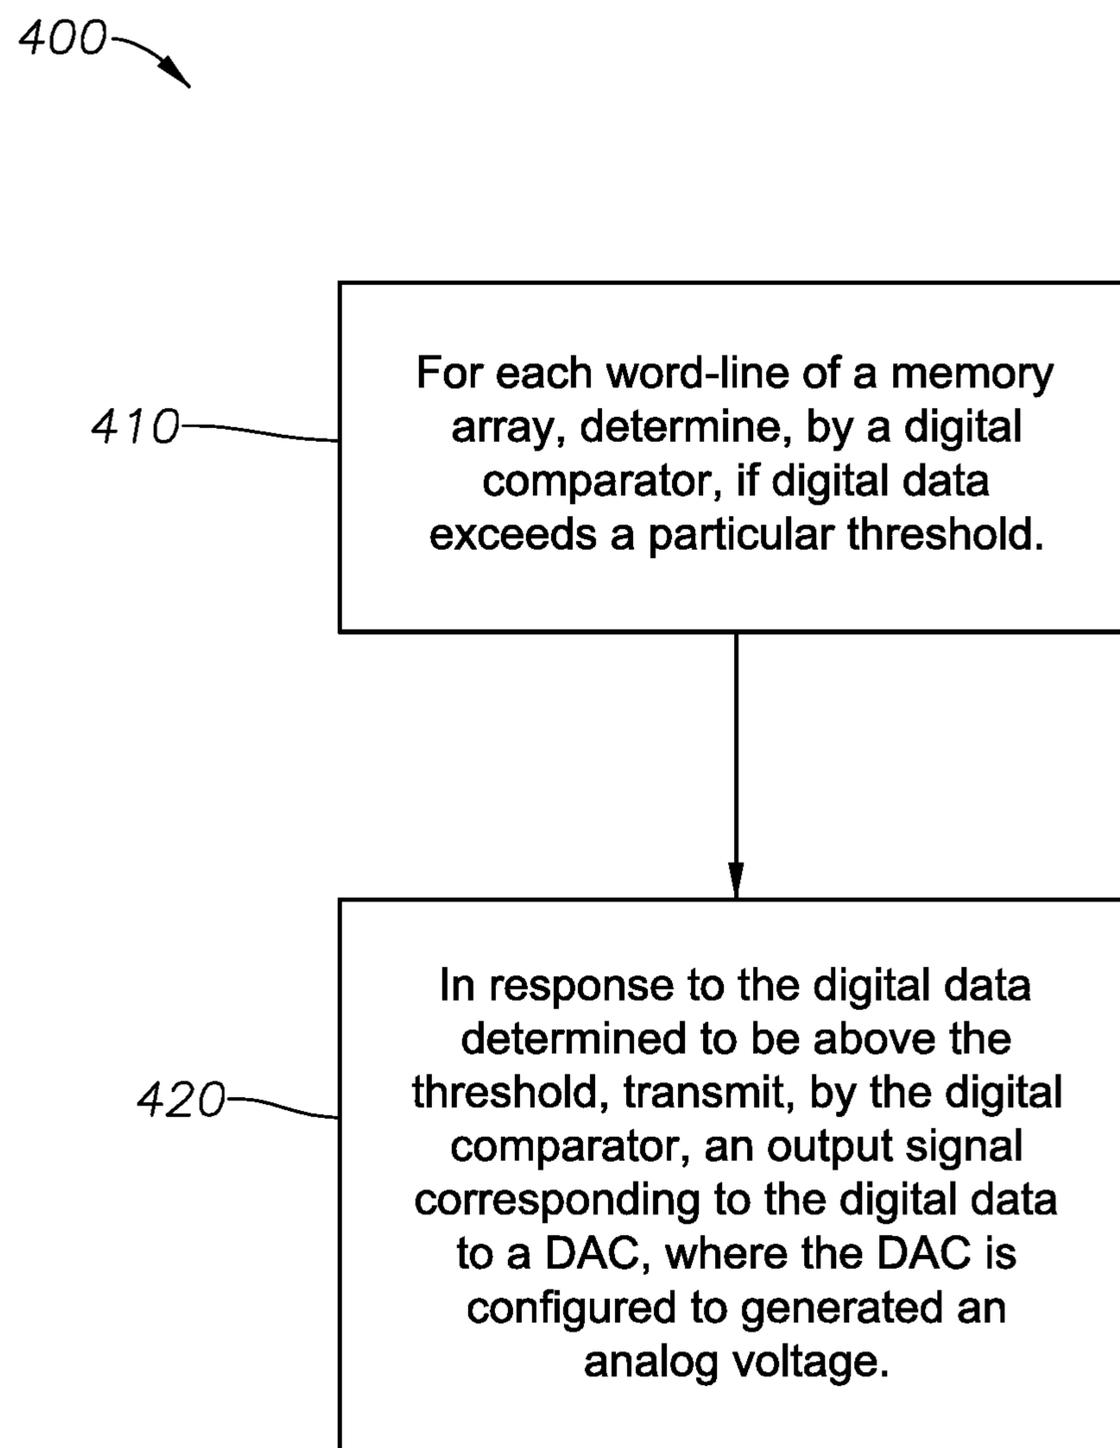 400
For each word-line of a memory
410
array, determine, by a digital
comparator, if digital data
exceeds a particular threshold.
In response to the digital data
determined to be above the
threshold, transmit, by the digital
420
comparator, an output signal
corresponding to the digital data
to a DAC, where the DAC is
configured to generated an
analog voltage.